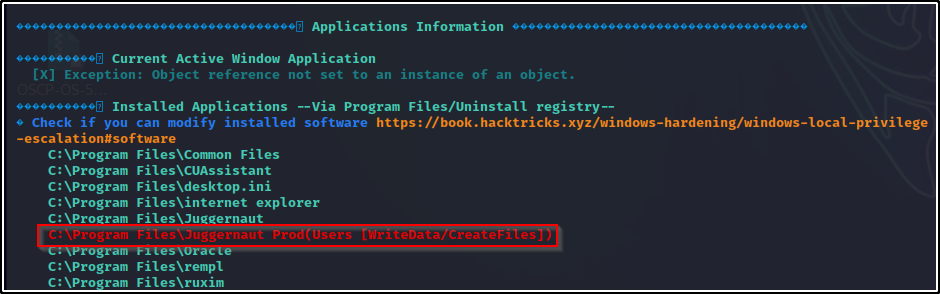 Applications Information
Current Active Window Application
[X] Exception: Object reference not set to an instance of an object.
OSCP-OS-5...
Installed Applications --Via Program Files/Uninstall registry--
Check if you can modify installed software https://book.hacktricks.xyz/windows-hardening/windows-local-privilege
-escalation#software
C:\Program Files\Common Files
C:\Program Files\CUAssistant
C:\Program Files\desktop.ini
C:\Program Files\internet explorer
C:\Program Files\Juggernaut
C:\Program Files\Juggernaut Prod(Users [WriteData/CreateFiles])
C:\Program Files\Oracle
C:\Program Files\rempl
C:\Program Files\ruxim